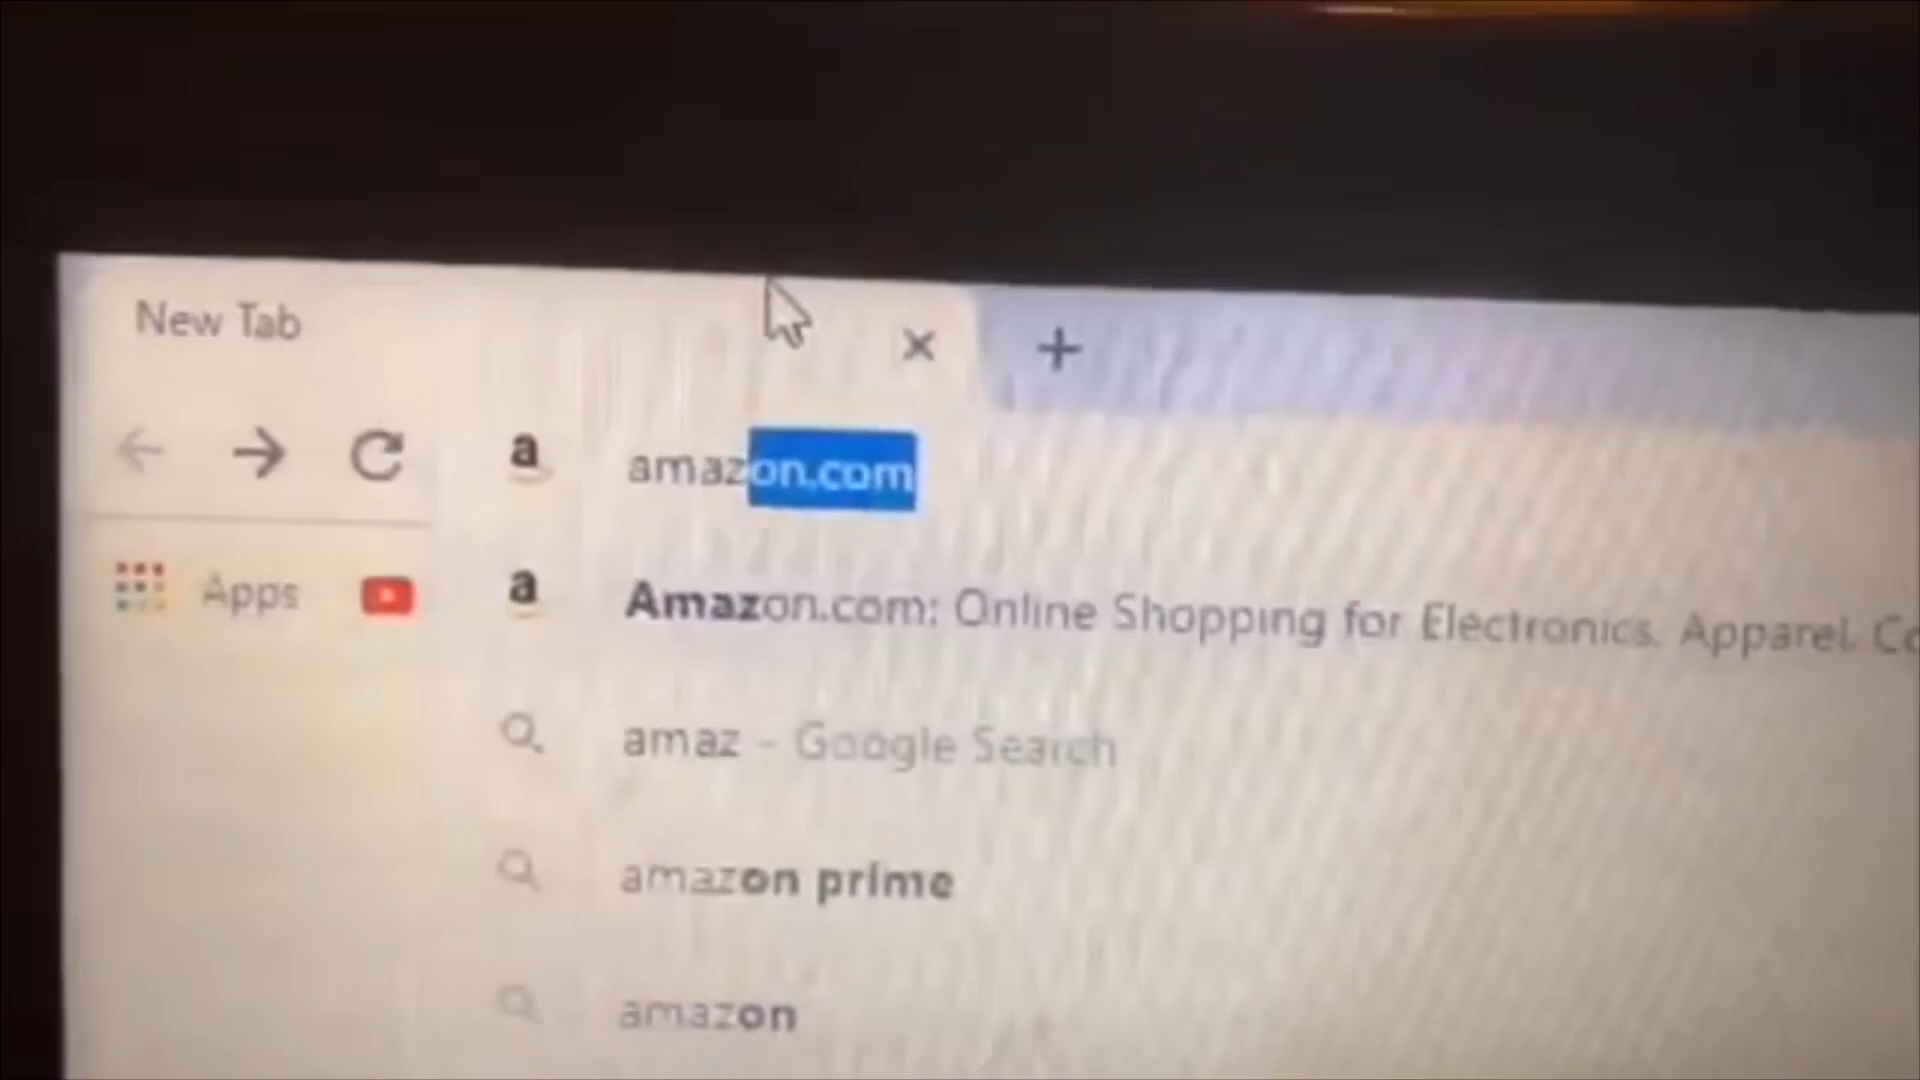 New Tab
amazon.com
Apps
Amazon.com: Online Shopping for Electronics, Apparel, Co
amaz - Google Search
amazon prime
amazon